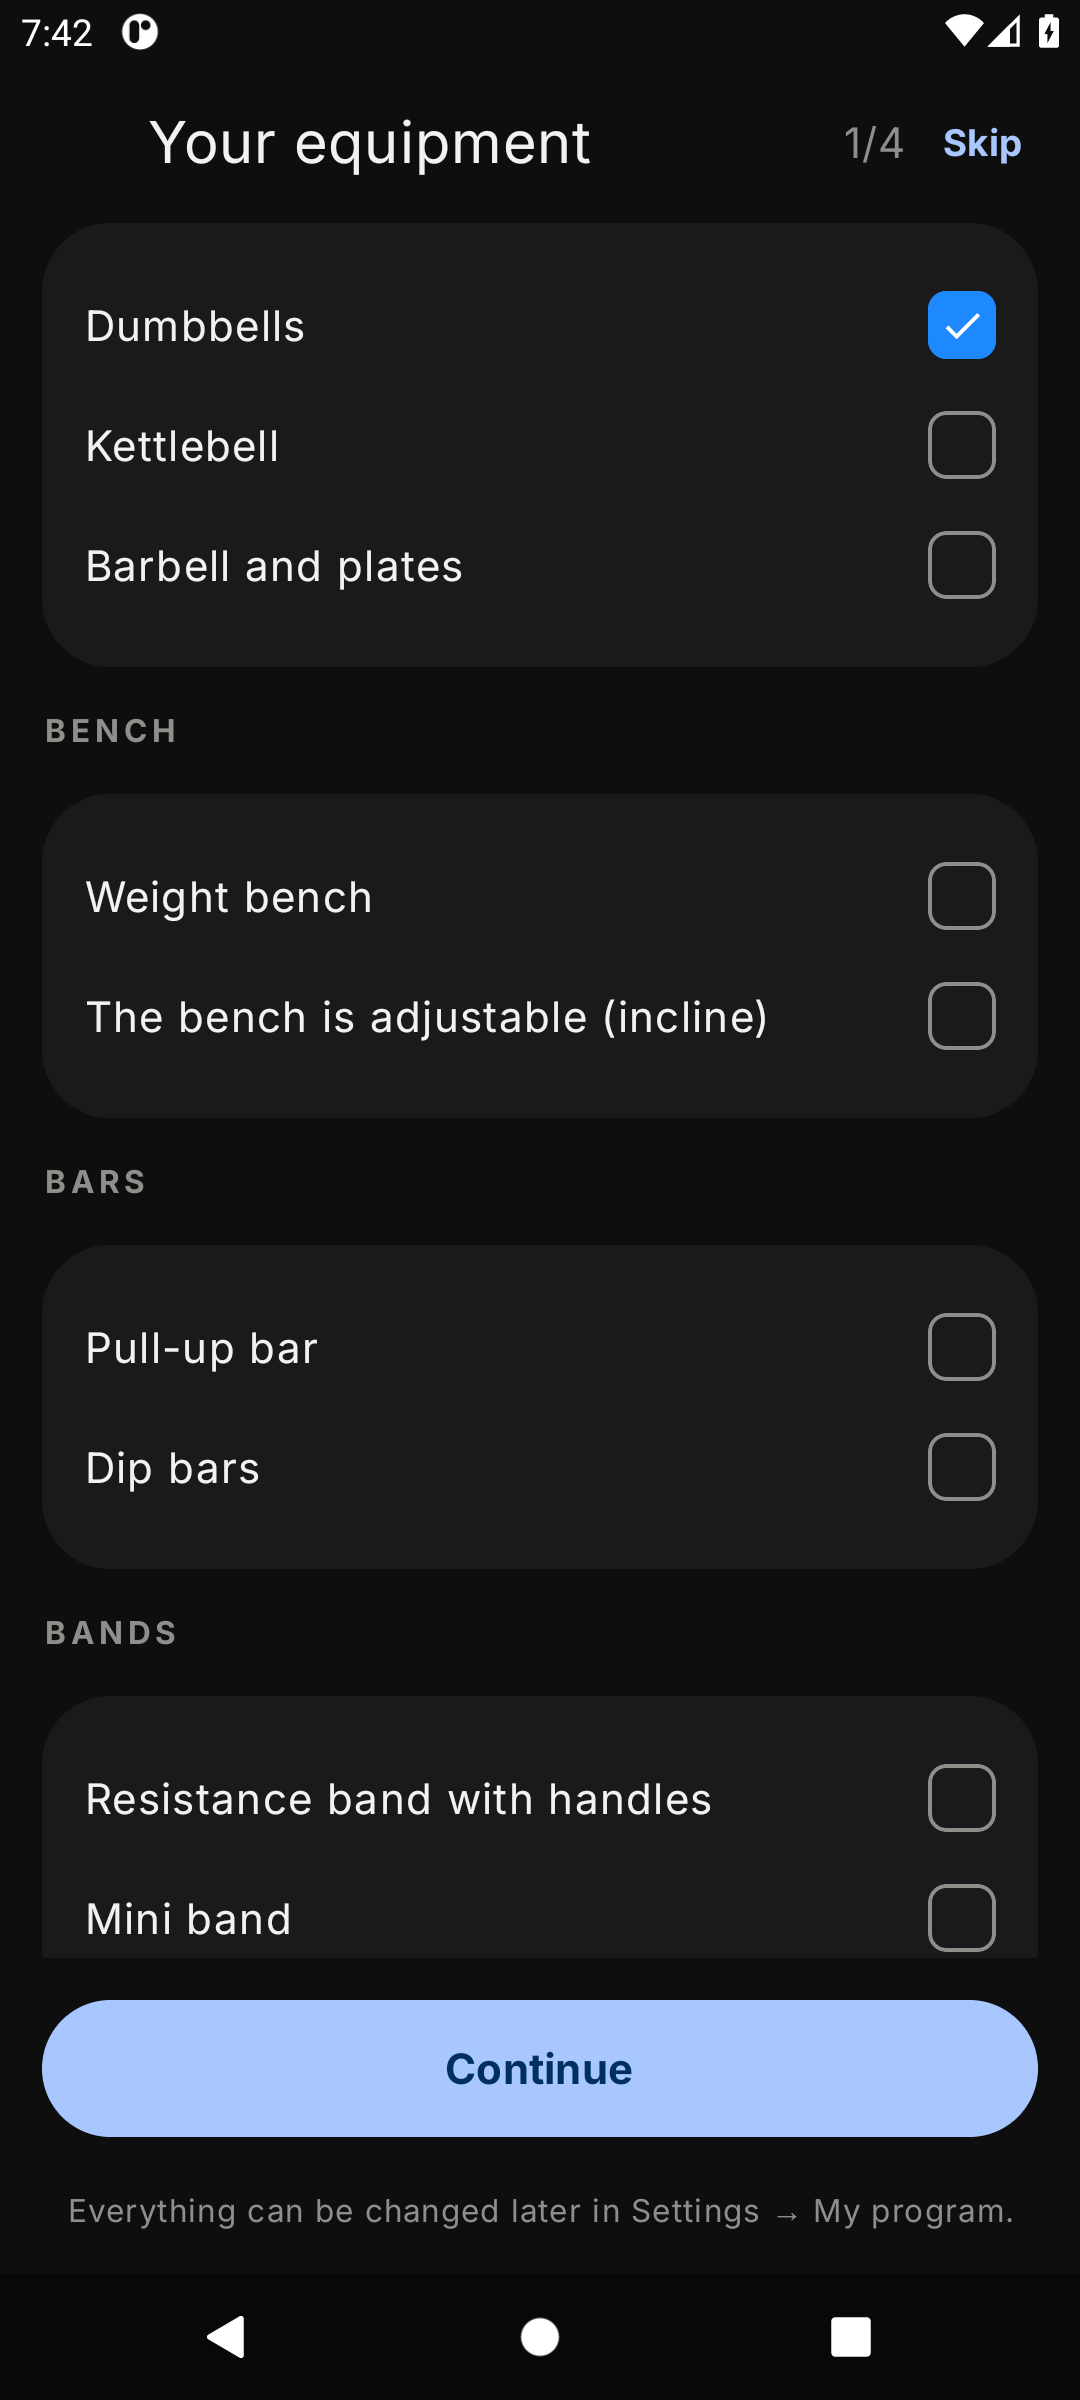 7:42
Your equipment
1/4 Skip
Dumbbells
Kettlebell
Barbell and plates
BENCH
Weight bench
The bench is adjustable (incline)
BARS
Pull-up bar
Dip bars
BANDS
Resistance band with handles
Mini band
Continue
Everything can be changed later in Settings → My program.